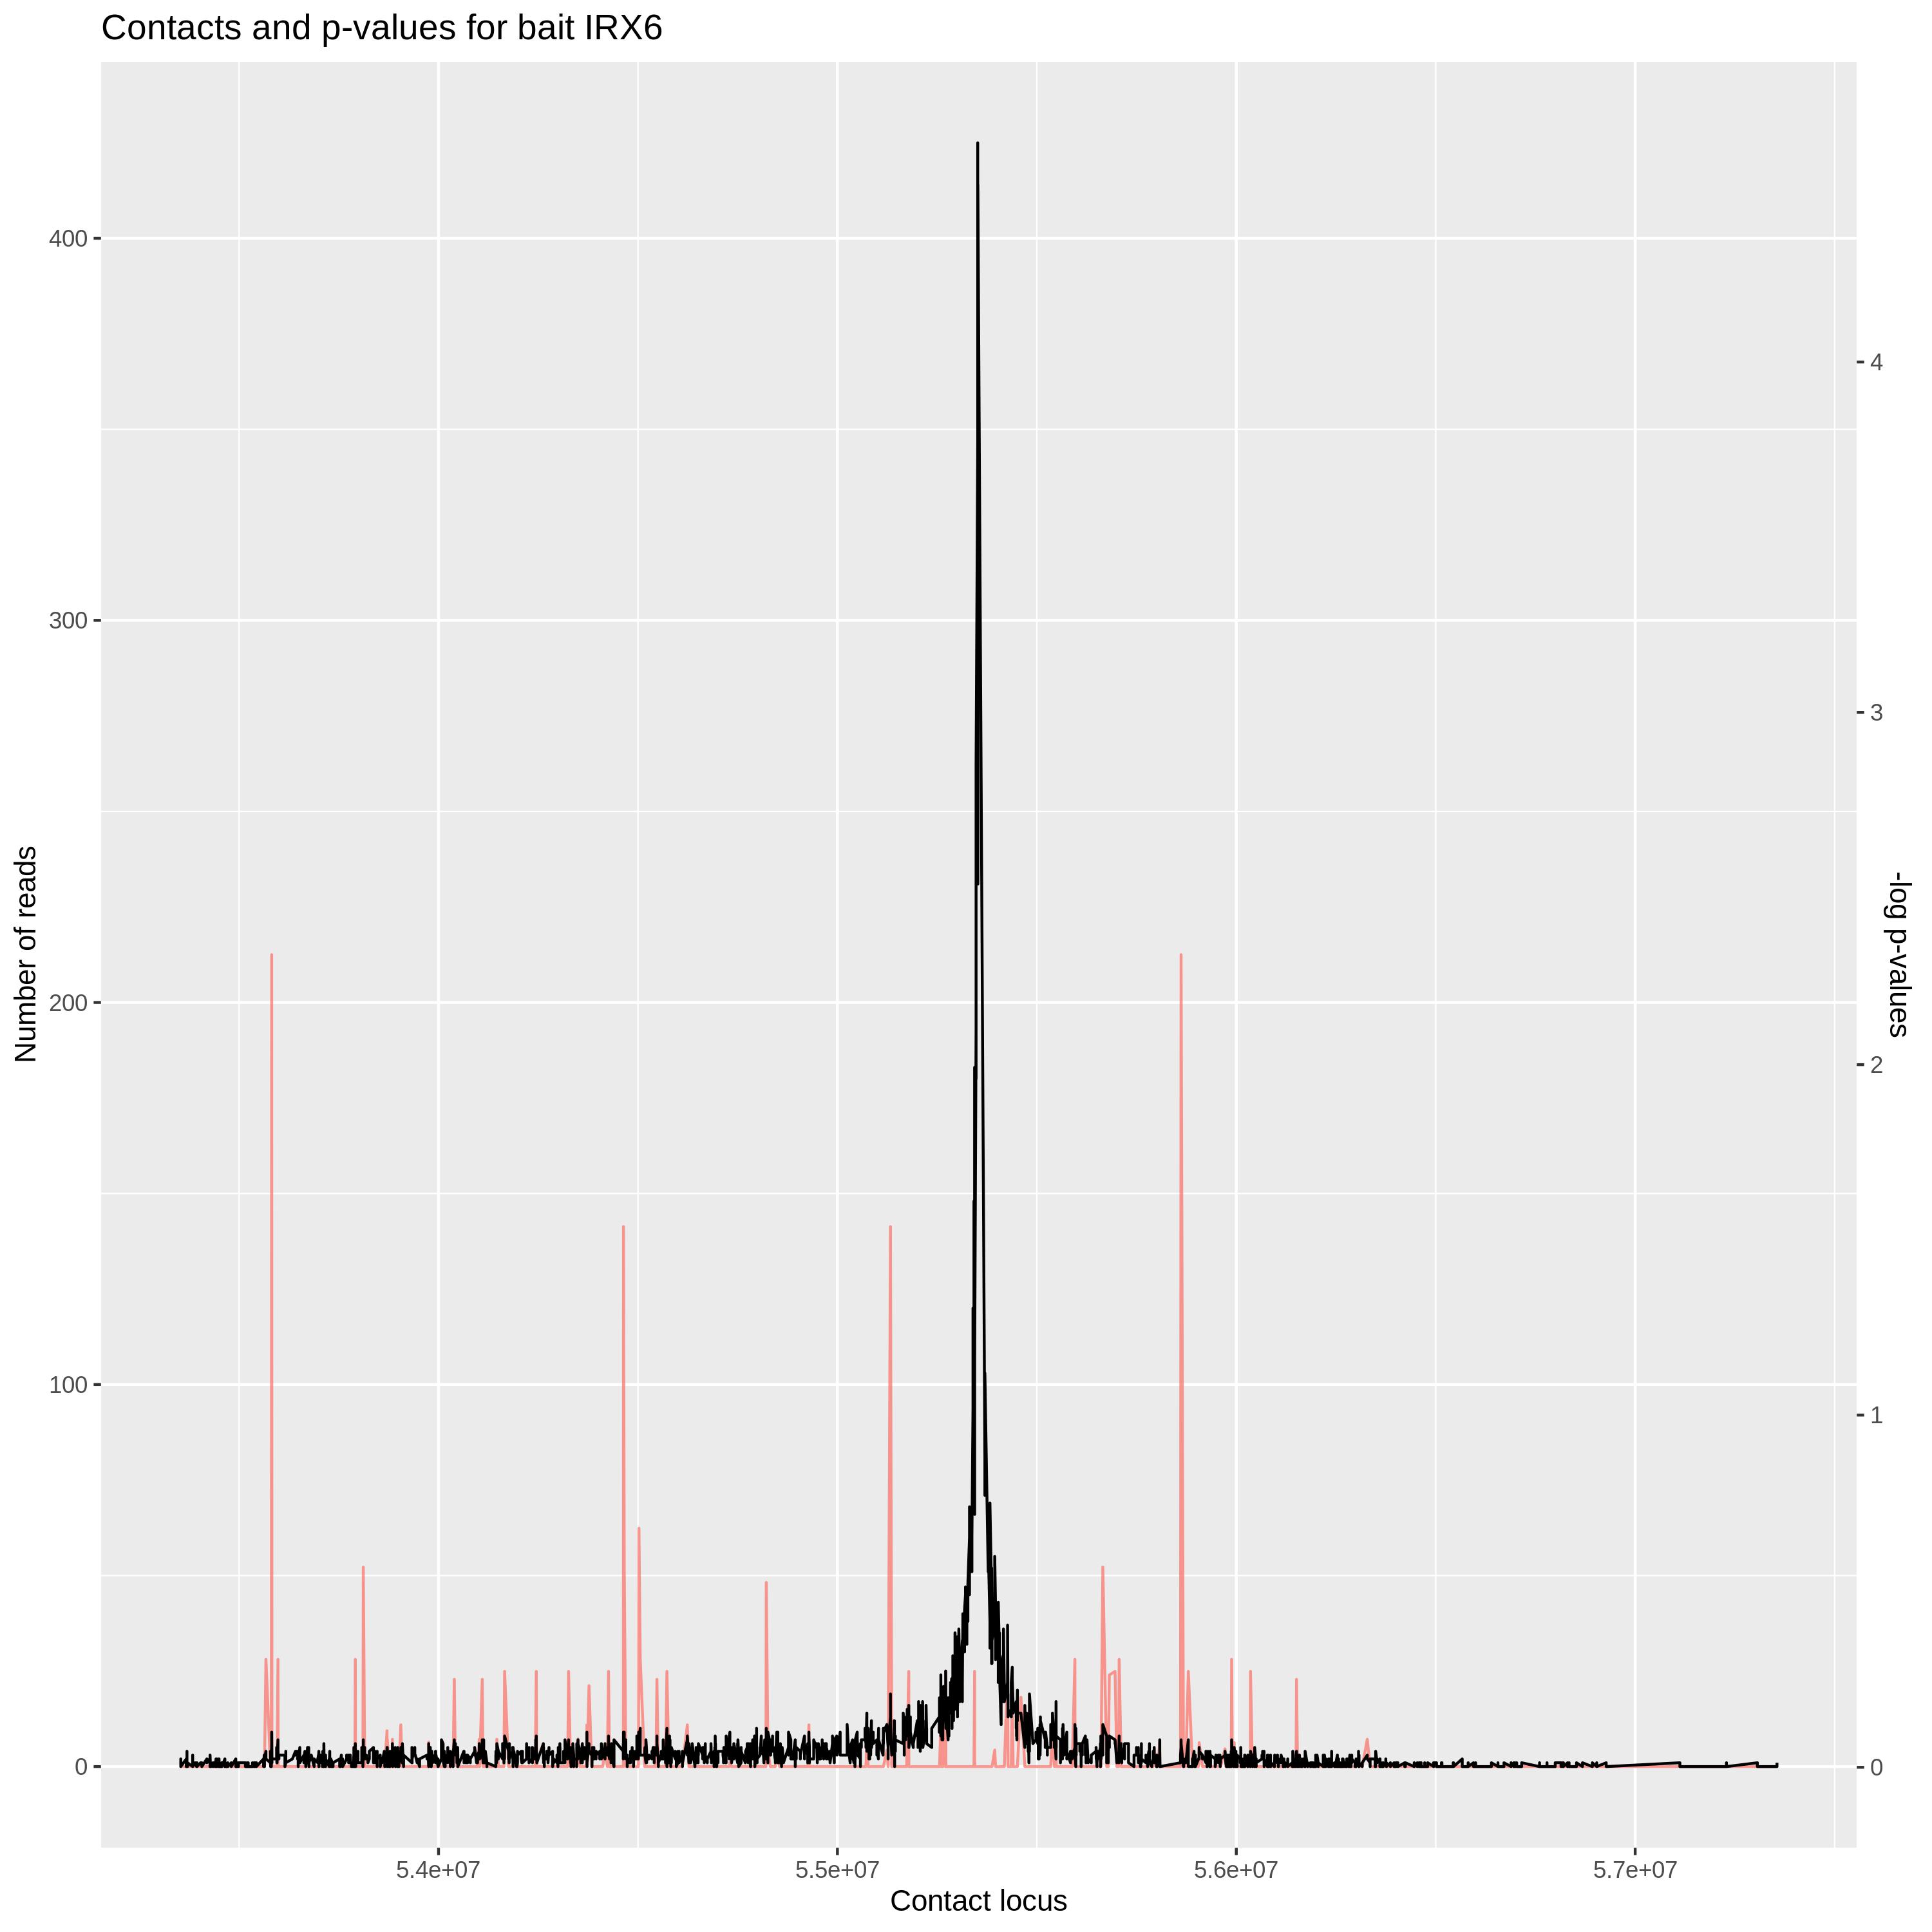 Contacts and p-values for bait IRX6
400
300
200
100
0
Number of reads
4
3
2
1
0
-log p-values
5.4e+07
5.5e+07
5.6e+07
5.7e+07
Contact locus